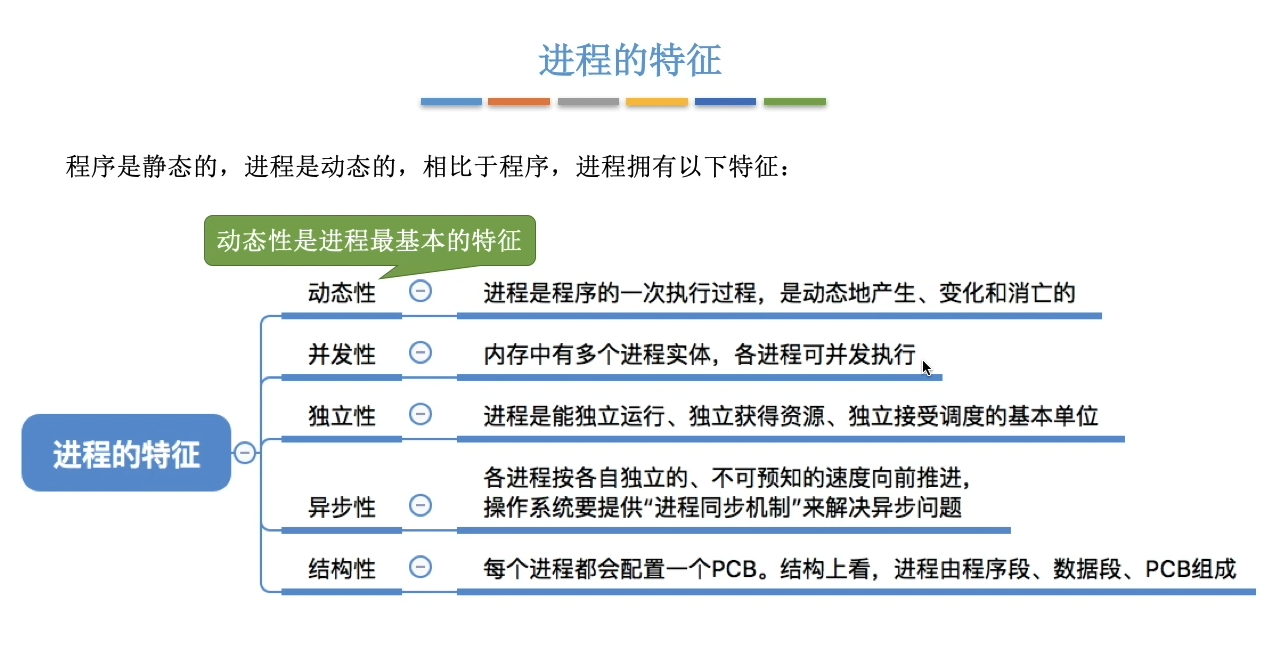 进程的特征
程序是静态的，进程是动态的，相比于程序，进程拥有以下特征：
动态性是进程最基本的特征
动态性
进程是程序的一次执行过程，是动态地产生、变化和消亡的
并发性
内存中有多个进程实体，各进程可并发执行
独立性
进程是能独立运行、独立获得资源、独立接受调度的基本单位
进程的特征
异步性
各进程按各自独立的、不可预知的速度向前推进，
操作系统要提供“进程同步机制”来解决异步问题
结构性
每个进程都会配置一个PCB。结构上看，进程由程序段、数据段、PCB组成